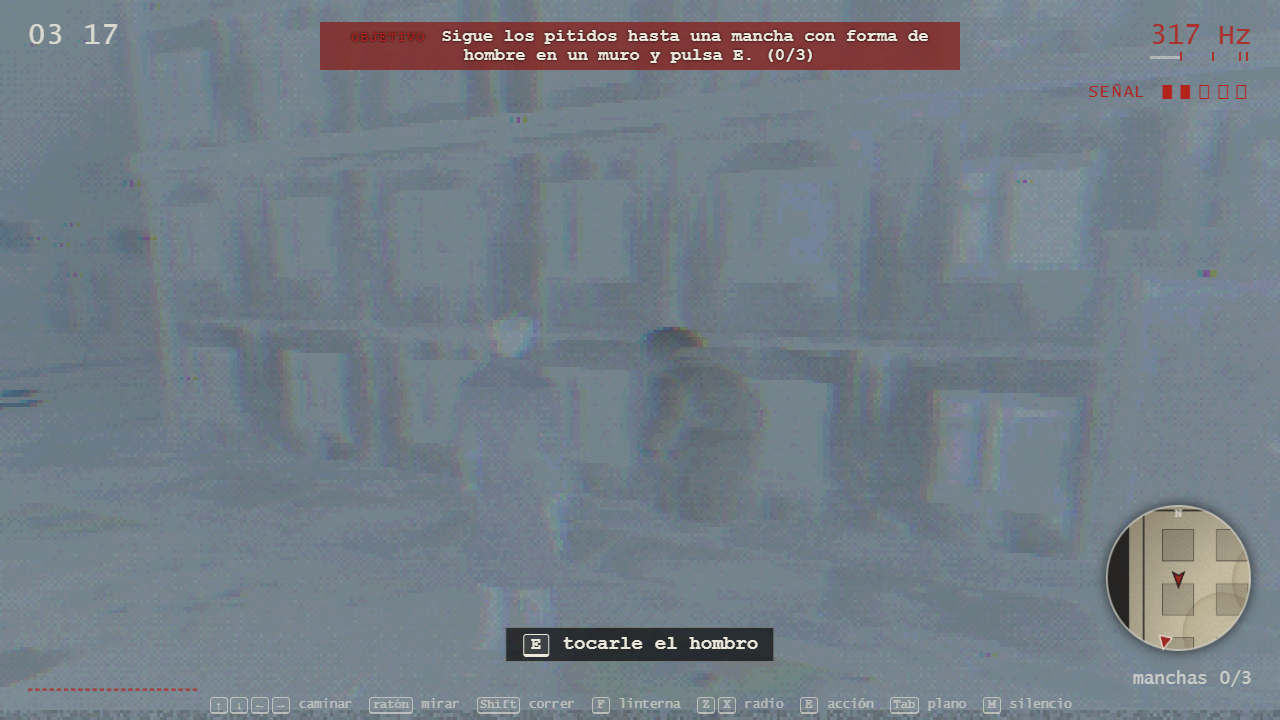 03 17
OBJETIVO Sigue los pitidos hasta una mancha con forma de
hombre en un muro y pulsa E. (0/3)
317 Hz
SEÑAL
N
E tocarle el hombro
manchas 0/3
↑ ↓ ← → caminar ratón mirar Shift correr F linterna Z X radio E acción Tab plano M silencio